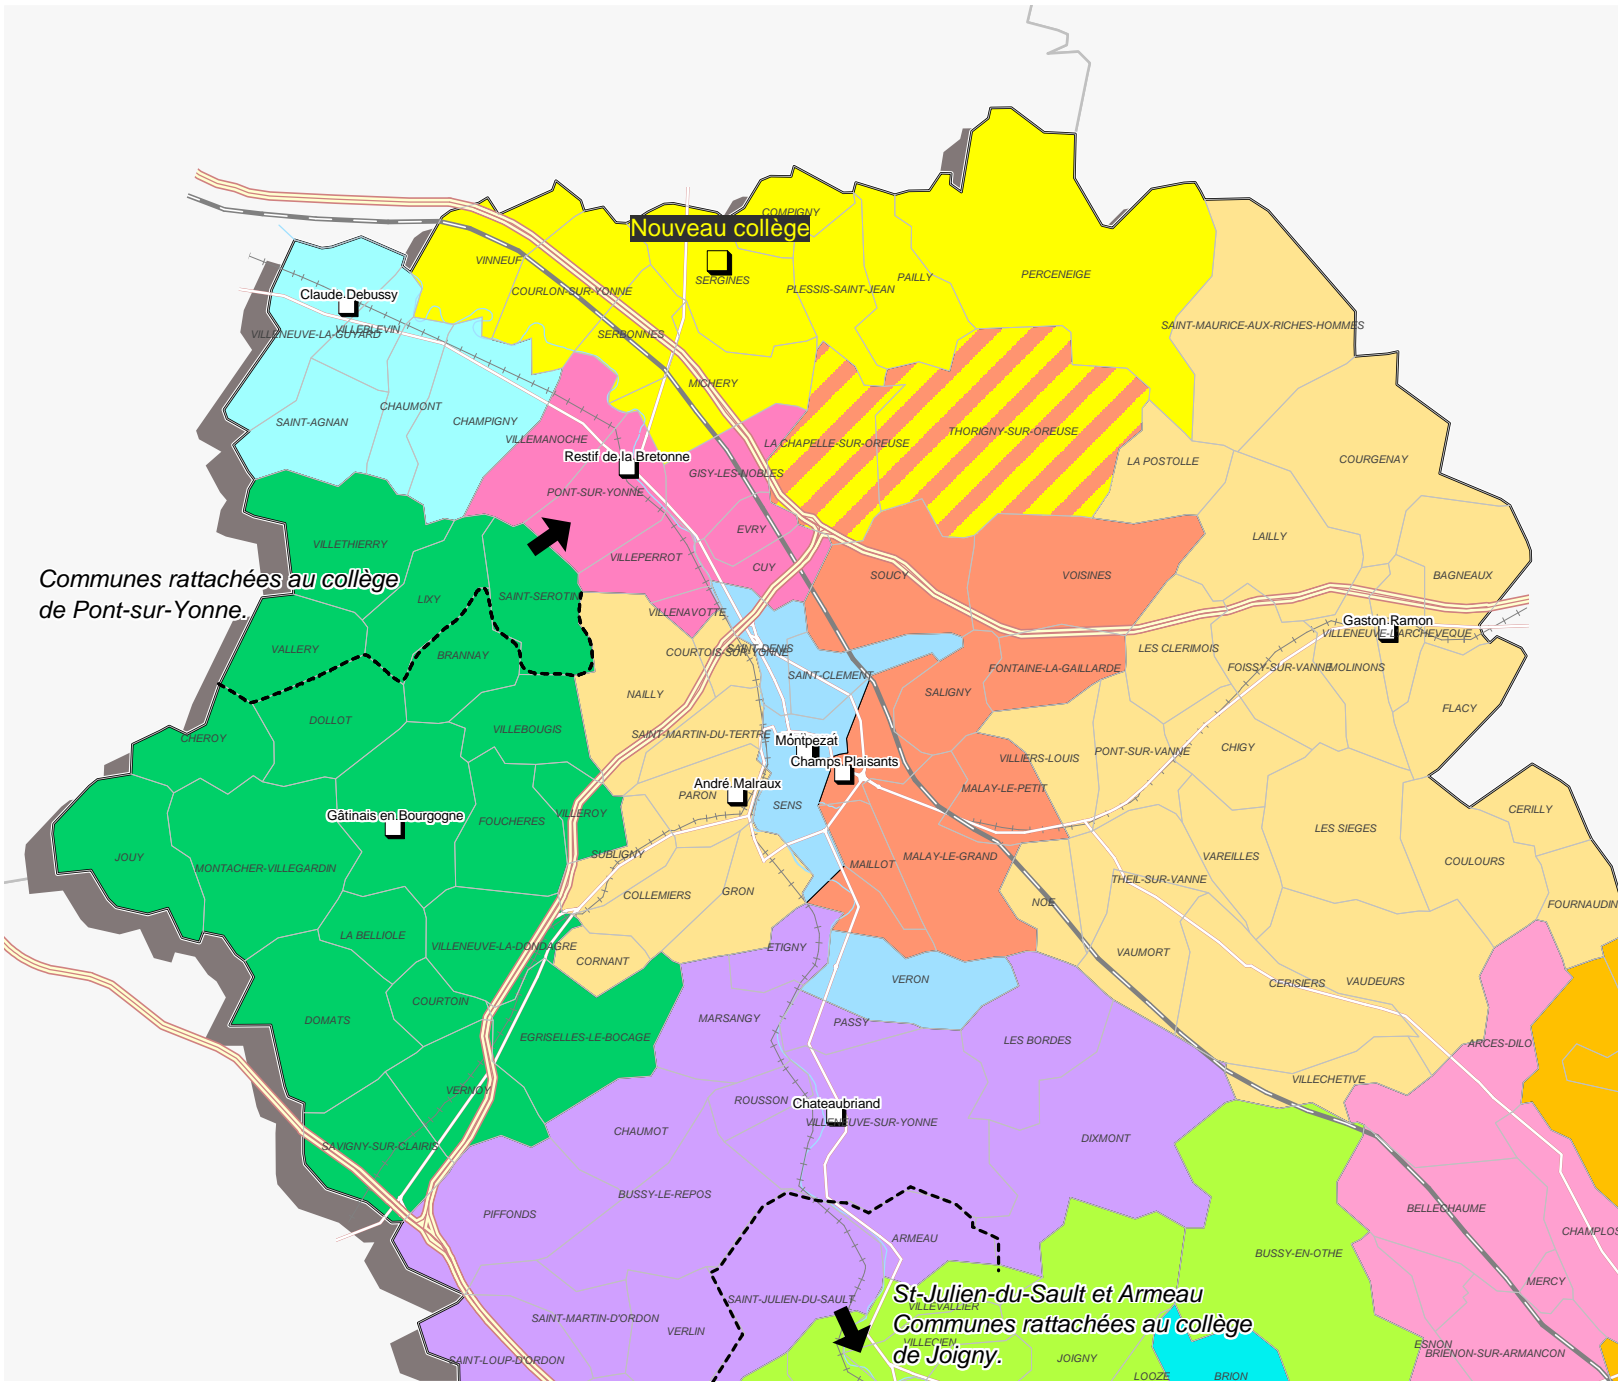 COMPIGNY
Nouveau collège
VINNEUF
SERGINES
PERCENEIGE
PAILLY
COURLON-SUR-YONNE
PLESSIS-SAINT-JEAN
Claude Debussy
VILLEBLEVIN
VILLENEUVE-LA-GUYARD
SERBONNES
SAINT-MAURICE-AUX-RICHES-HOMMES
MICHERY
CHAUMONT
SAINT-AGNAN
CHAMPIGNY
VILLEMANOCHE
LA CHAPELLE-SUR-OREUSE
THORIGNY-SUR-OREUSE
Restif de la Bretonne
GISY-LES-NOBLES
LA POSTOLLE
COURGENAY
PONT-SUR-YONNE
EVRY
LAILLY
VILLETHIERRY
VILLEPERROT
CUY
SOUCY
VOISINES
BAGNEAUX
Communes rattachées au collège
de Pont-sur-Yonne.
LIXY
SAINT-SEROTIN
VILLENAVOTTE
Gaston Ramon
VILLENEUVE-L'ARCHEVEQUE
VALLERY
BRANNAY
COURTOIS-SUR-YONNE
SAINT-DENIS
LES CLERIMOIS
FOISSY-SUR-VANNE
MOLINONS
SAINT-CLEMENT
FONTAINE-LA-GAILLARDE
NAILLY
SALIGNY
FLACY
DOLLOT
VILLEBOUGIS
CHEROY
SAINT-MARTIN-DU-TERTRE
Montpezat
VILLIERS-LOUIS
PONT-SUR-VANNE
CHIGY
Champs Plaisants
André Malraux
PARON
MALAY-LE-PETIT
SENS
CERILLY
Gâtinais en Bourgogne
FOUCHERES
VILLEROY
LES SIEGES
JOUY
MONTACHER-VILLEGARDIN
SUBLIGNY
MAILLOT
MALAY-LE-GRAND
VAREILLES
COULOURS
COLLEMIERS
GRON
THEIL-SUR-VANNE
NOE
FOURNAUDIN
LA BELLIOLE
VILLENEUVE-LA-DONDAGRE
ETIGNY
CORNANT
VAUMORT
VERON
CERISIERS
VAUDEURS
COURTOIN
DOMATS
MARSANGY
PASSY
EGRISELLES-LE-BOCAGE
LES BORDES
ARCES-DILO
VILLECHETIVE
VERNOY
ROUSSON
Chateaubriand
VILLENEUVE-SUR-YONNE
CHAUMOT
DIXMONT
SAVIGNY-SUR-CLAIRIS
BUSSY-LE-REPOS
PIFFONDS
BELLECHAUME
CHAMPLOS
ARMEAU
BUSSY-EN-OTHE
MERCY
SAINT-JULIEN-DU-SAULT
St-Julien-du-Sault et Armeau
VILLEVALLIER
Communes rattachées au collège
SAINT-MARTIN-D'ORDON
VERLIN
VILLECIEN
de Joigny.
ESNON
BRIENON-SUR-ARMANCON
SAINT-LOUP-D'ORDON
JOIGNY
LOOZE
BRION